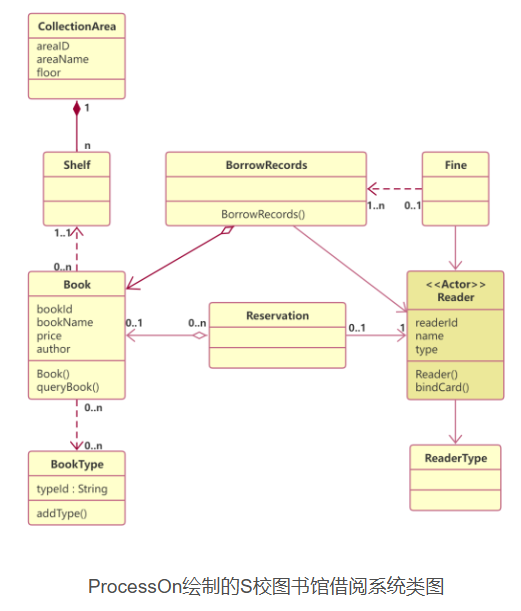 CollectionArea
areaID
areaName
floor
1
n
Shelf
BorrowRecords
BorrowRecords()
Fine
1..n
0..1
1..1
0..n
Book
bookId
bookName
price
author
Book()
queryBook()
0..1
0..n
Reservation
0..1
1
<<Actor>>
Reader
readerId
name
type
Reader()
bindCard()
0..n
0..n
BookType
typeId : String
addType()
ReaderType
ProcessOn绘制的S校图书馆借阅系统类图